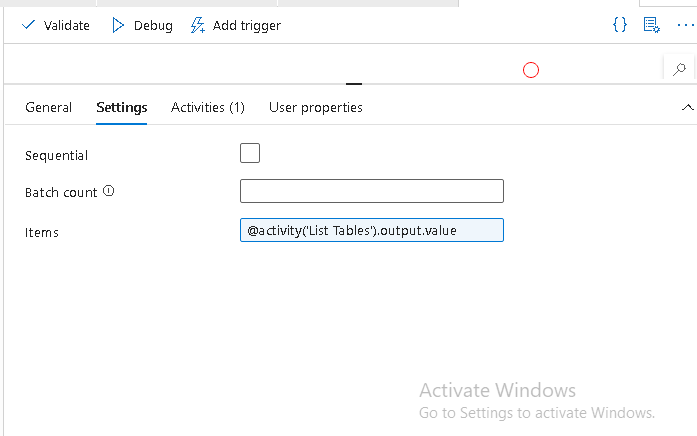 Validate Debug Add trigger {} ...
General Settings Activities (1) User properties
Sequential
Batch count
Items @activity('List Tables').output.value
Activate Windows
Go to Settings to activate Windows.